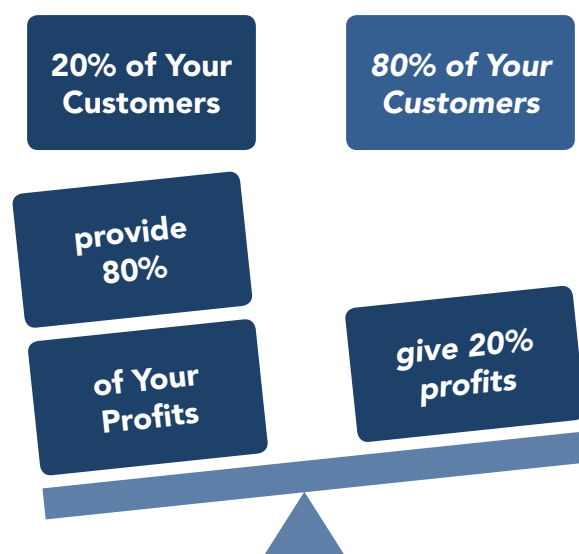 20% of Your
Customers
provide
80%
of Your
Profits
80% of Your
Customers
give 20%
profits